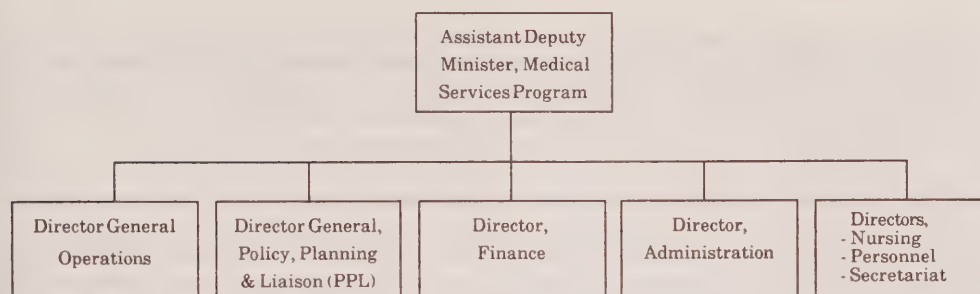 Assistant Deputy
Minister, Medical
Services Program
Director General
Operations
Director General,
Policy, Planning
& Liaison (PPL)
Director,
Finance
Director,
Administration
Directors,
- Nursing
- Personnel
- Secretariat